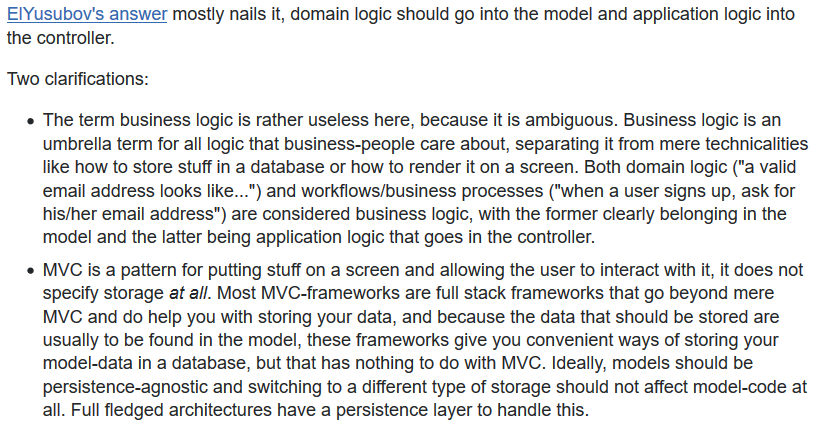 ElYusubov's answer mostly nails it, domain logic should go into the model and application logic into
the controller.
Two clarifications:
• The term business logic is rather useless here, because it is ambiguous. Business logic is an
umbrella term for all logic that business-people care about, separating it from mere technicalities
like how to store stuff in a database or how to render it on a screen. Both domain logic ("a valid
email address looks like...") and workflows/business processes ("when a user signs up, ask for
his/her email address") are considered business logic, with the former clearly belonging in the
model and the latter being application logic that goes in the controller.
• MVC is a pattern for putting stuff on a screen and allowing the user to interact with it, it does not
specify storage at all. Most MVC-frameworks are full stack frameworks that go beyond mere
MVC and do help you with storing your data, and because the data that should be stored are
usually to be found in the model, these frameworks give you convenient ways of storing your
model-data in a database, but that has nothing to do with MVC. Ideally, models should be
persistence-agnostic and switching to a different type of storage should not affect model-code at
all. Full fledged architectures have a persistence layer to handle this.